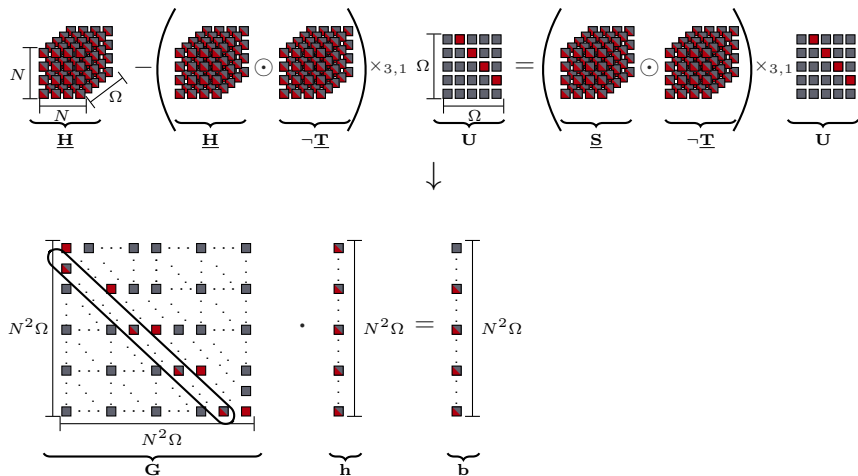 N − ( ⊙ ) ×₃,₁ Ω = ( ⊙ ) ×₃,₁
N Ω Ω
H H ¬T U S ¬T U
↓
N²Ω · N²Ω = N²Ω
N²Ω
G h b